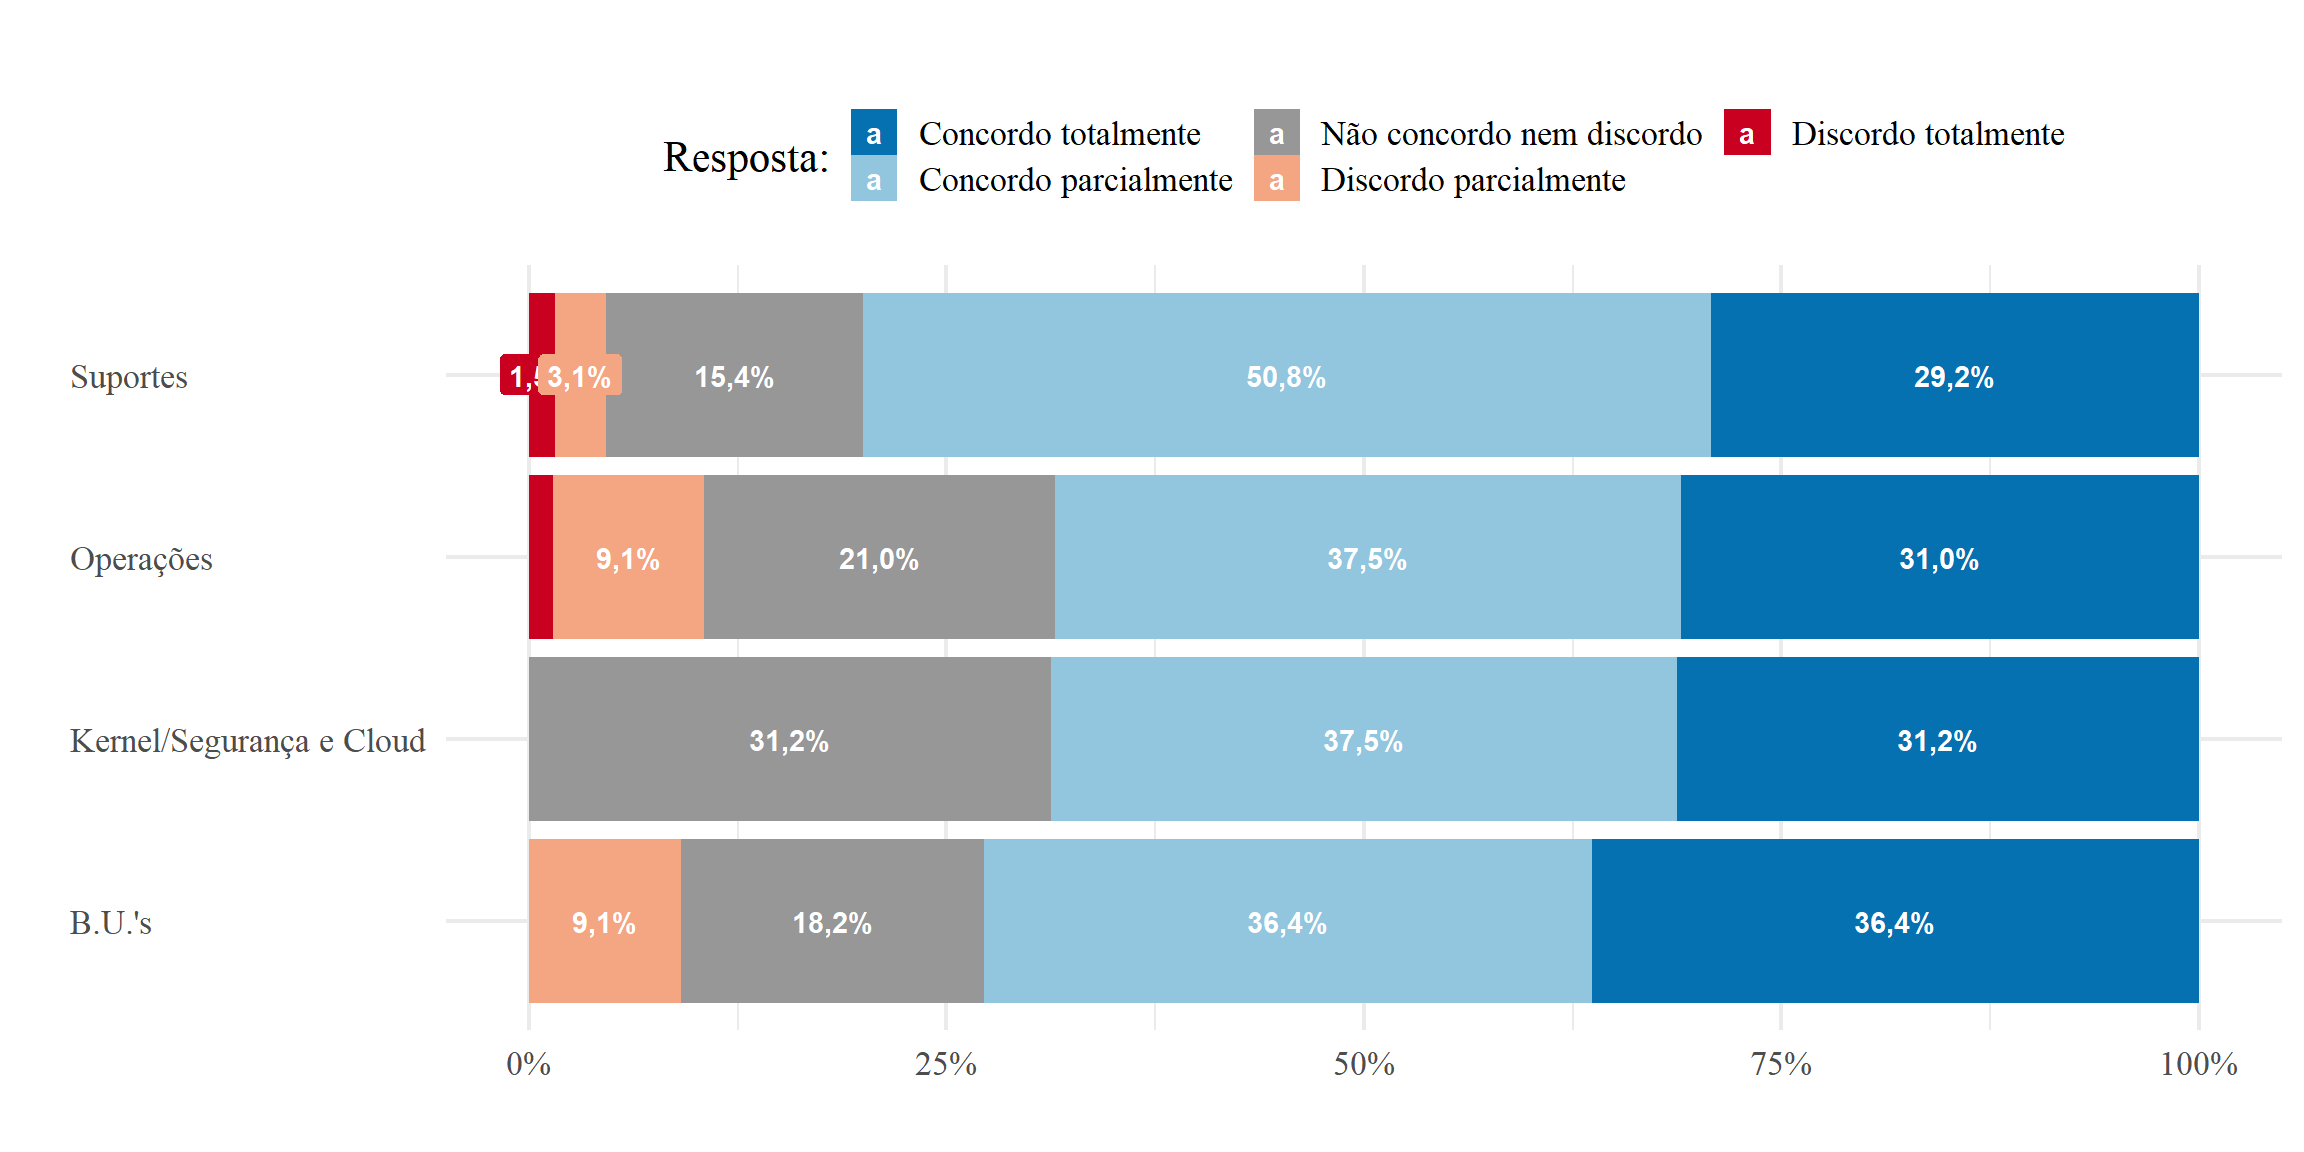 Resposta:
a Concordo totalmente a Não concordo nem discordo a Discordo totalmente
a Concordo parcialmente a Discordo parcialmente
Suportes 3,1% 15,4% 50,8% 29,2%
Operações 9,1% 21,0% 37,5% 31,0%
Kernel/Segurança e Cloud 31,2% 37,5% 31,2%
B.U.'s 9,1% 18,2% 36,4% 36,4%
0% 25% 50% 75% 100%